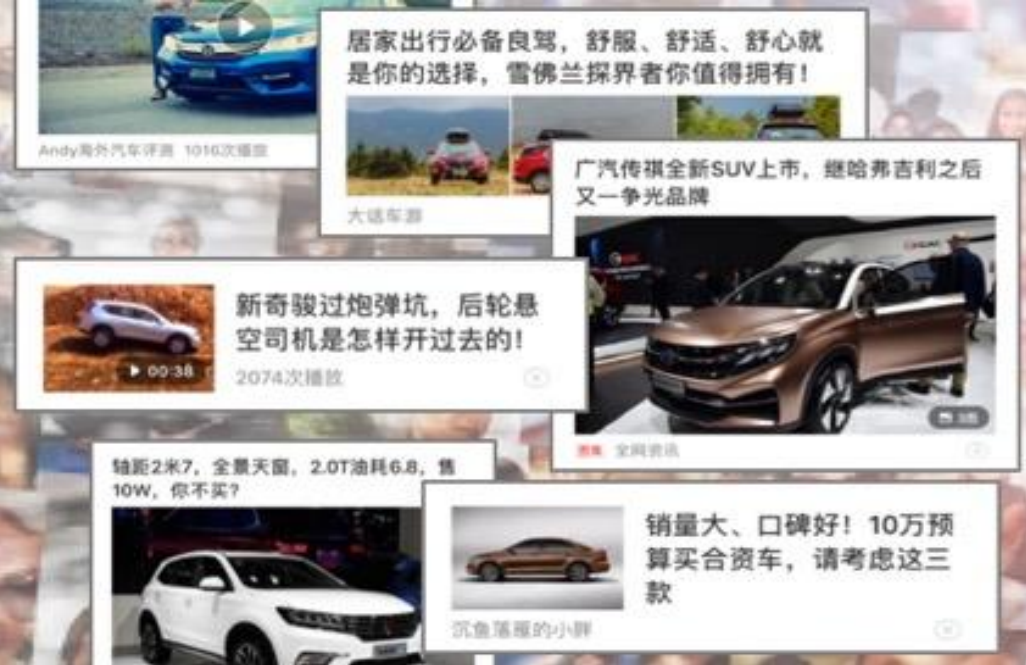 Andy海外汽车评测 1016次播放
居家出行必备良驾，舒服、舒适、舒心就
是你的选择，雪佛兰探界者你值得拥有！
大话车游
广汽传祺全新SUV上市，继哈弗吉利之后
又一争光品牌
全网资讯
新奇骏过炮弹坑，后轮悬
空司机是怎样开过去的！
00:38
2074次播放
轴距2米7，全景天窗，2.0T油耗6.8，售
10W，你不买？
销量大、口碑好！10万预
算买合资车，请考虑这三
款
沉鱼落雁的小胖